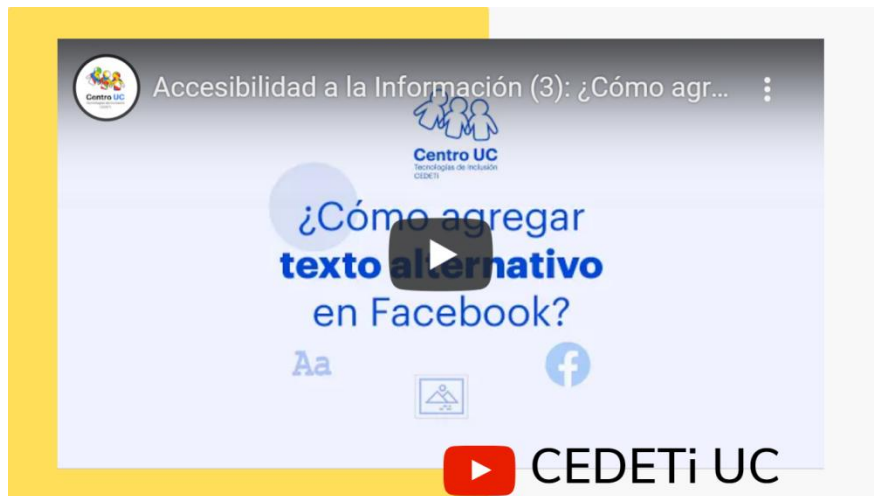 Accesibilidad a la Información (3): ¿Cómo agr...
Centro UC
Centro UC
Tecnologías de Inclusión
CEDETi
¿Cómo agregar
texto alternativo
en Facebook?
Aa
CEDETi UC